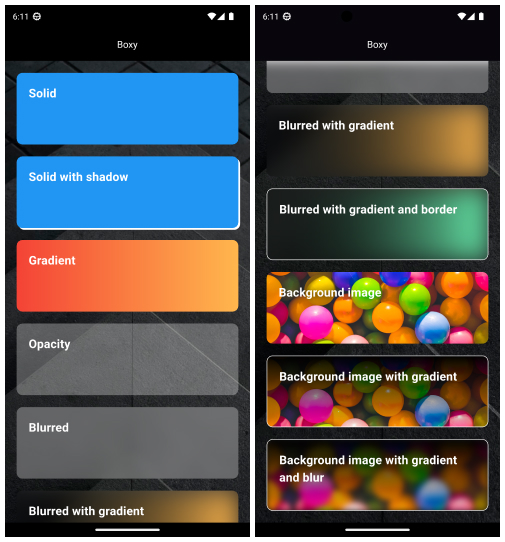 6:11
Boxy
Solid
Solid with shadow
Gradient
Opacity
Blurred
Blurred with gradient
6:11
Boxy
Blurred with gradient
Blurred with gradient and border
Background image
Background image with gradient
Background image with gradient
and blur